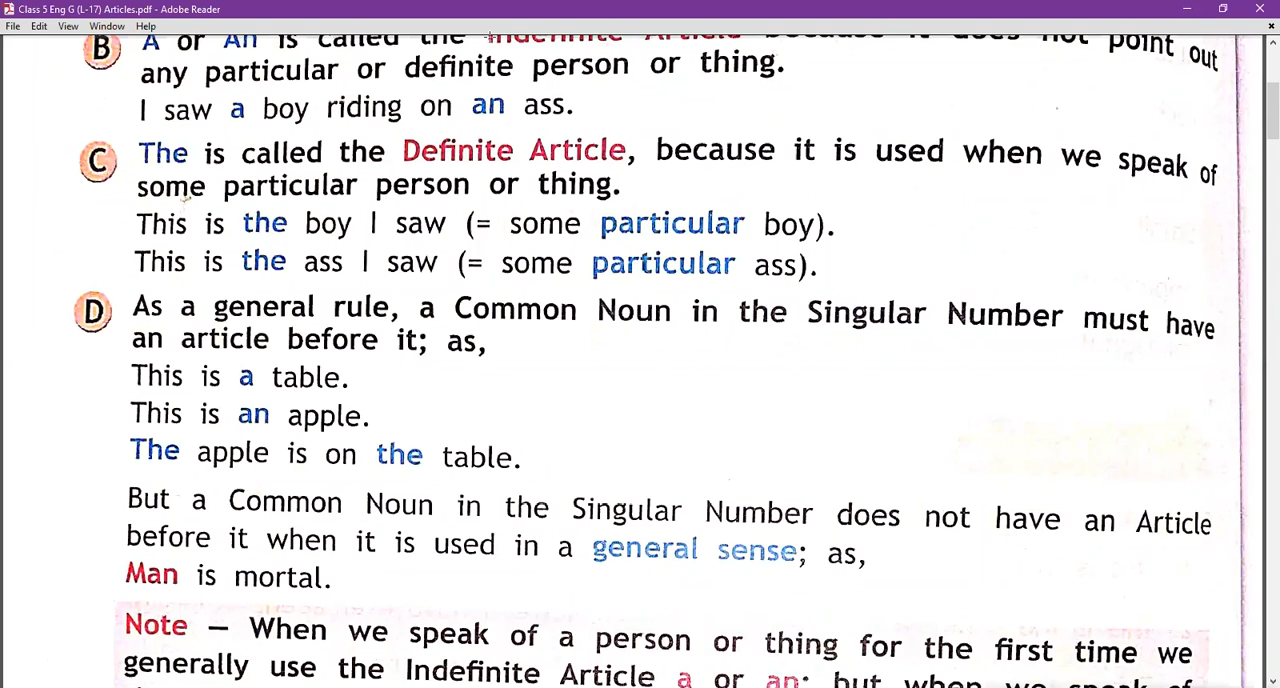 Class 5 Eng G (L-17) Articles.pdf - Adobe Reader
File Edit View Window Help
B A or An is called the Indefinite Article because it does not point out
any particular or definite person or thing.
I saw a boy riding on an ass.
C The is called the Definite Article, because it is used when we speak of
some particular person or thing.
This is the boy I saw (= some particular boy).
This is the ass I saw (= some particular ass).
D As a general rule, a Common Noun in the Singular Number must have
an article before it; as,
This is a table.
This is an apple.
The apple is on the table.
But a Common Noun in the Singular Number does not have an Article
before it when it is used in a general sense; as,
Man is mortal.
Note — When we speak of a person or thing for the first time we
generally use the Indefinite Article a or an; but when we speak of